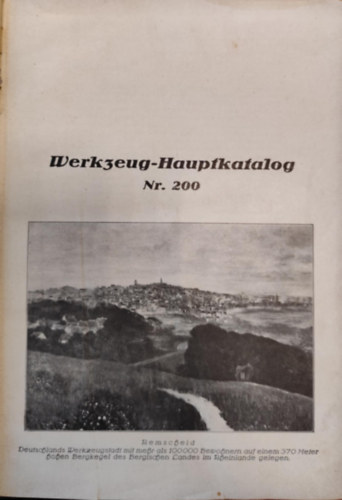 Werkzeug-Hauptkatalog
Nr. 200
Remscheid
Deutschlands Werkzeugstadt mit mehr als 100000 Einwohnern auf einem 370 Meter
hohen Bergkegel des Bergischen Landes im Rheinlande gelegen.